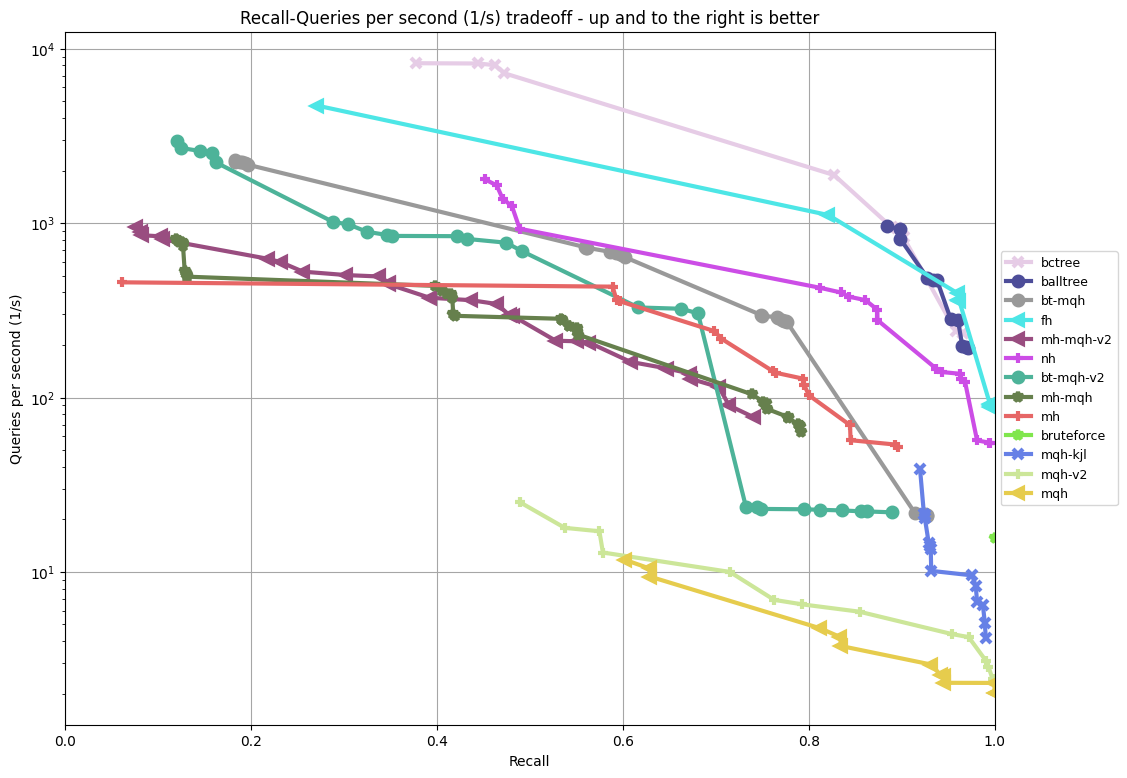 Recall-Queries per second (1/s) tradeoff - up and to the right is better
Queries per second (1/s)
10^4
10^3
10^2
10^1
0.0 0.2 0.4 0.6 0.8 1.0
Recall
bctree
balltree
bt-mqh
fh
mh-mqh-v2
nh
bt-mqh-v2
mh-mqh
mh
bruteforce
mqh-kjl
mqh-v2
mqh